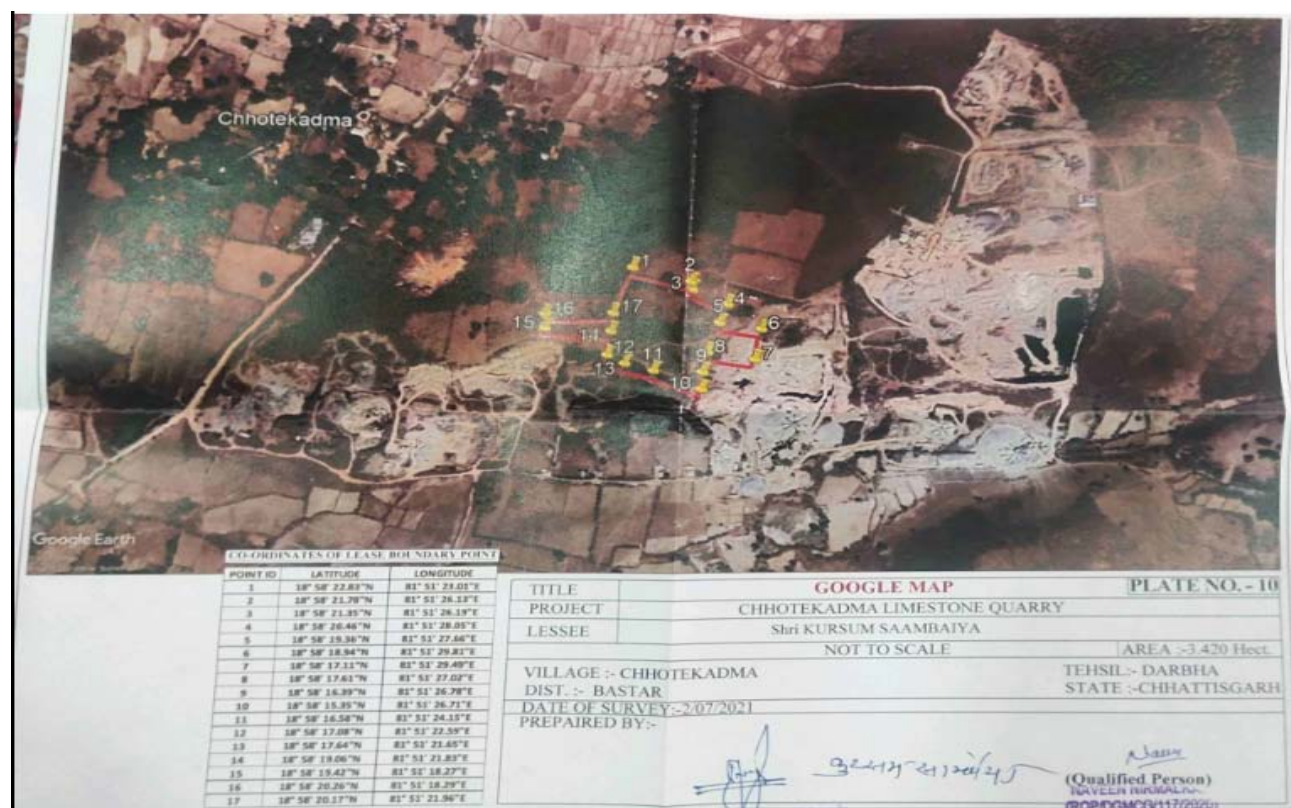 Chhotekadma
1
2
3
4
5
6
7
8
9
10
11
12
13
14
15
16
17
Google Earth
CO-ORDINATES OF LEASE BOUNDARY POINT
POINT ID LATITUDE LONGITUDE
1 18° 58' 22.83"N 81° 51' 23.01"E
2 18° 58' 21.78"N 81° 51' 26.13"E
3 18° 58' 21.35"N 81° 51' 26.19"E
4 18° 58' 20.46"N 81° 51' 28.05"E
5 18° 58' 19.36"N 81° 51' 27.66"E
6 18° 58' 18.94"N 81° 51' 29.81"E
7 18° 58' 17.11"N 81° 51' 29.49"E
8 18° 58' 17.61"N 81° 51' 27.02"E
9 18° 58' 16.39"N 81° 51' 26.78"E
10 18° 58' 15.35"N 81° 51' 26.71"E
11 18° 58' 16.58"N 81° 51' 24.15"E
12 18° 58' 17.08"N 81° 51' 22.59"E
13 18° 58' 17.64"N 81° 51' 21.65"E
14 18° 58' 19.06"N 81° 51' 21.83"E
15 18° 58' 19.42"N 81° 51' 18.27"E
16 18° 58' 20.26"N 81° 51' 18.29"E
17 18° 58' 20.17"N 81° 51' 21.96"E
TITLE GOOGLE MAP PLATE NO. - 10
PROJECT CHHOTEKADMA LIMESTONE QUARRY
LESSEE Shri KURSUM SAAMBAIYA
NOT TO SCALE AREA :-3.420 Hect.
VILLAGE :- CHHOTEKADMA TEHSIL:- DARBHA
DIST. :- BASTAR STATE :-CHHATTISGARH
DATE OF SURVEY:-2/07/2021
PREPAIRED BY:-
(Qualified Person)